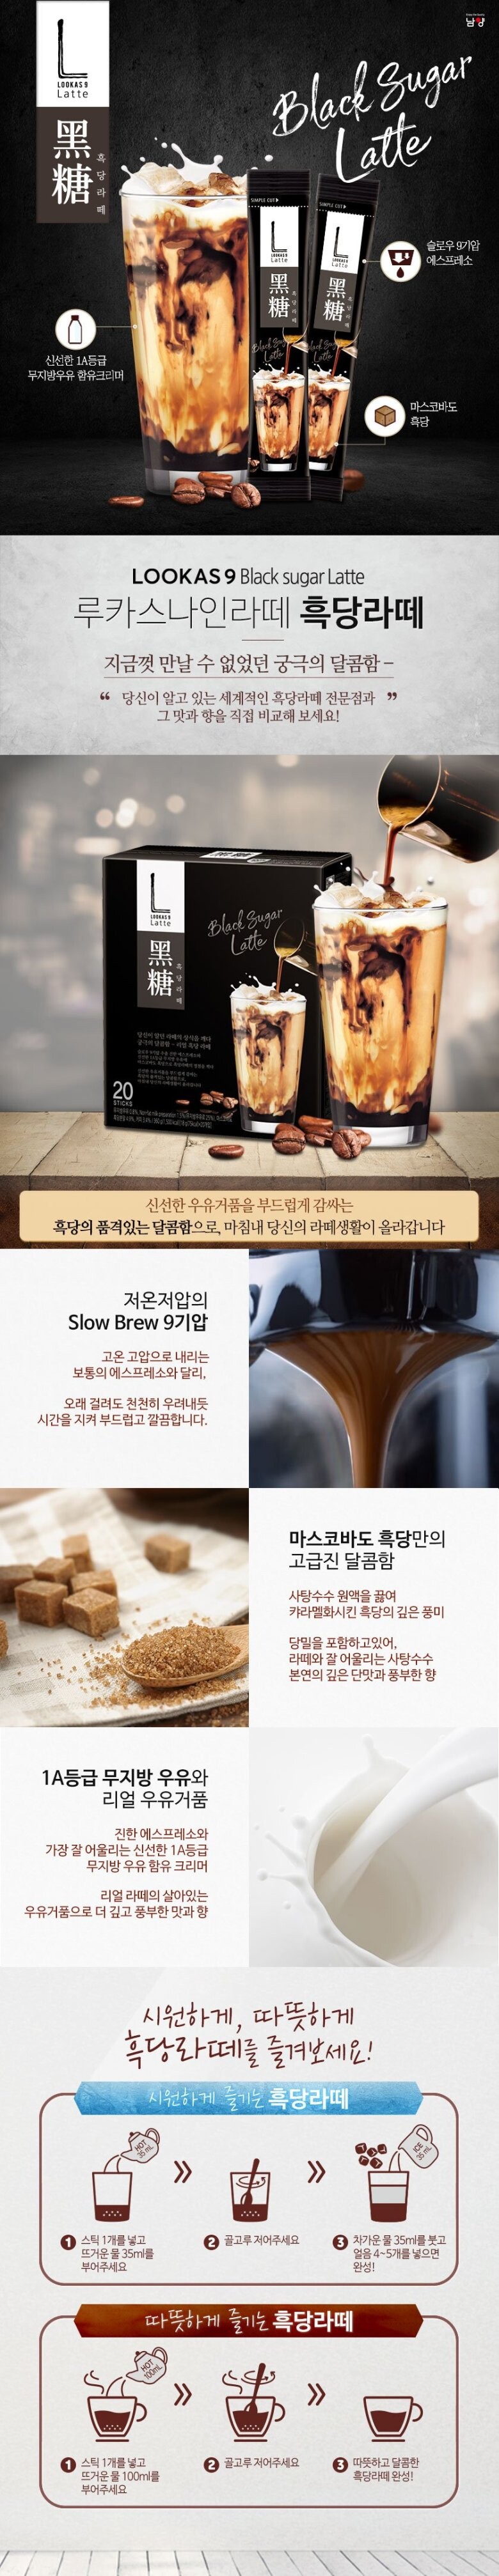 남양
L
LOOKAS 9
Latte
黑糖
흑당라떼
Black Sugar
Latte
SIMPLE CUT
SIMPLE CUT
L
LOOKAS 9
Latte
黑糖
L
LOOKAS 9
Latte
黑糖
Black Sugar
Latte
슬로우 9기압
에스프레소
신선한 1A등급
무지방우유 함유크리머
마스코바도
흑당
LOOKAS 9 Black sugar Latte
루카스나인라떼 흑당라떼
지금껏 만날 수 없었던 궁극의 달콤함 –
“ 당신이 알고 있는 세계적인 흑당라떼 전문점과 ”
그 맛과 향을 직접 비교해 보세요!
L
LOOKAS 9
Latte
黑糖
흑당라떼
Black Sugar
Latte
20
STICKS
신선한 우유거품을 부드럽게 감싸는
흑당의 품격있는 달콤함으로, 마침내 당신의 라떼생활이 올라갑니다
저온저압의
Slow Brew 9기압
고온 고압으로 내리는
보통의 에스프레소와 달리,
오래 걸려도 천천히 우려내듯
시간을 지켜 부드럽고 깔끔합니다.
마스코바도 흑당만의
고급진 달콤함
사탕수수 원액을 끓여
캬라멜화시킨 흑당의 깊은 풍미
당밀을 포함하고있어,
라떼와 잘 어울리는 사탕수수
본연의 깊은 단맛과 풍부한 향
1A등급 무지방 우유와
리얼 우유거품
진한 에스프레소와
가장 잘 어울리는 신선한 1A등급
무지방 우유 함유 크리머
리얼 라떼의 살아있는
우유거품으로 더 깊고 풍부한 맛과 향
시원하게, 따뜻하게
흑당라떼를 즐겨보세요!
시원하게 즐기는 흑당라떼
HOT
35 mL
ICE
35 mL
1 스틱 1개를 넣고
뜨거운 물 35ml를
부어주세요
2 골고루 저어주세요
3 차가운 물 35ml를 붓고
얼음 4~5개를 넣으면
완성!
따뜻하게 즐기는 흑당라떼
HOT
100mL
1 스틱 1개를 넣고
뜨거운 물 100ml를
부어주세요
2 골고루 저어주세요
3 따뜻하고 달콤한
흑당라떼 완성!